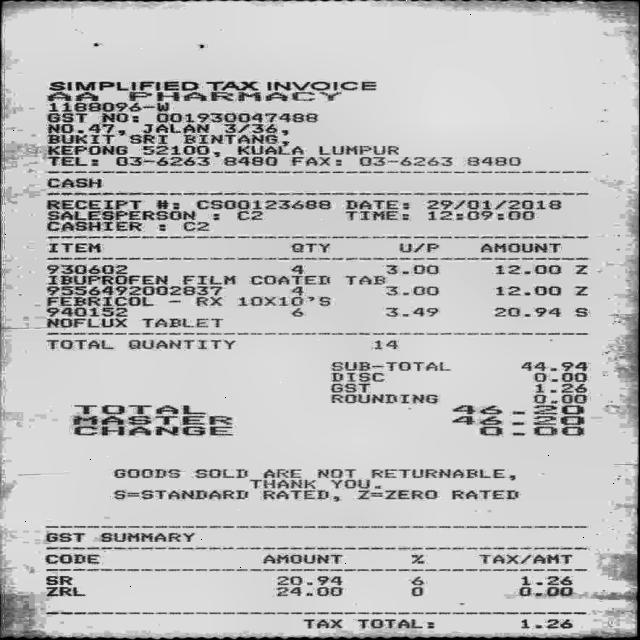 SIMPLIFIED TAX INVOICE
AA PHARMACY
1188096-W
GST NO: 001930047488
NO.47, JALAN 3/36,
BUKIT SRI BINTANG,
KEPONG 52100, KUALA LUMPUR
TEL: 03-6263 8480 FAX: 03-6263 8480
CASH
RECEIPT #: CS00123688 DATE: 29/01/2018
SALESPERSON : C2 TIME: 12:09:00
CASHIER : C2
ITEM QTY U/P AMOUNT
930602 4 3.00 12.00 Z
IBUPROFEN FILM COATED TAB
9556492002837 4 3.00 12.00 Z
FEBRICOL - RX 10X10'S
940152 6 3.49 20.94 S
NOFLUX TABLET
TOTAL QUANTITY 14
SUB-TOTAL 44.94
DISC 0.00
GST 1.26
ROUNDING 0.00
TOTAL 46.20
MASTER 46.20
CHANGE 0.00
GOODS SOLD ARE NOT RETURNABLE,
THANK YOU.
S=STANDARD RATED, Z=ZERO RATED
GST SUMMARY
CODE AMOUNT % TAX/AMT
SR 20.94 6 1.26
ZRL 24.00 0 0.00
TAX TOTAL: 1.26